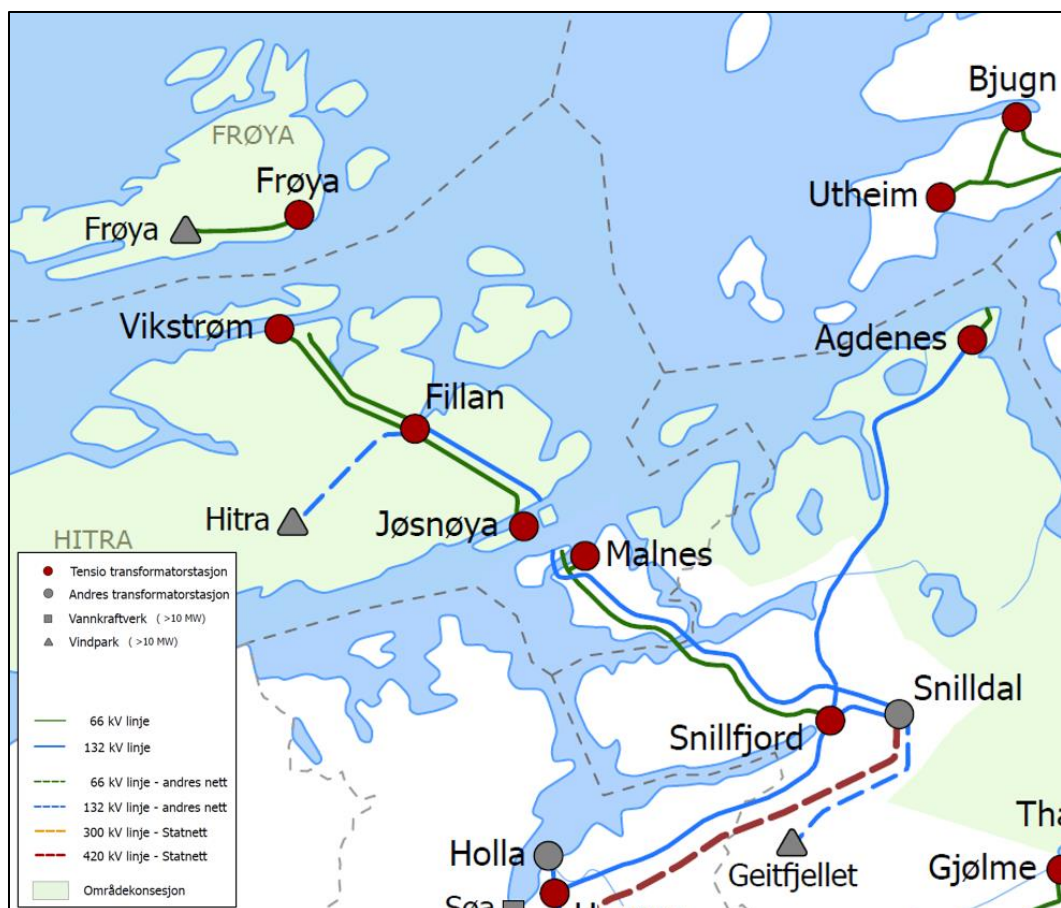 Bjugn
FRØYA
Frøya
Utheim
Frøya
Vikstrøm
Agdenes
Fillan
Hitra
Jøsnøya
HITRA
Malnes
Tensio transformatorstasjon
Andres transformatorstasjon
Vannkraftverk (>10 MW)
Vindpark (>10 MW)
Snilldal
66 kV linje
132 kV linje
Snillfjord
66 kV linje - andres nett
132 kV linje - andres nett
300 kV linje - Statnett
420 kV linje - Statnett
Områdekonsesjon
Holla
Geitfjellet
Gjølme
Søa